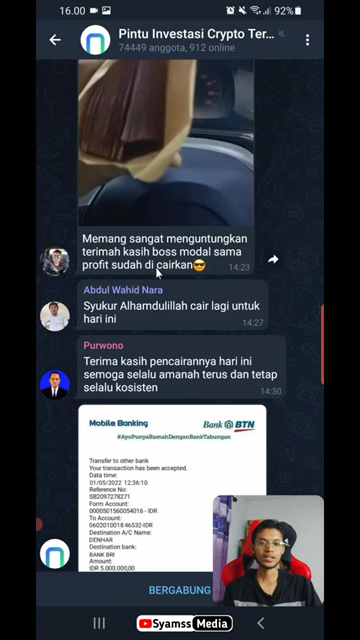 16.00
92%
Pintu Investasi Crypto Ter...
74449 anggota, 912 online
Memang sangat menguntungkan
terimah kasih boss modal sama
profit sudah di cairkan😎
14:23
Abdul Wahid Nara
Syukur Alhamdulillah cair lagi untuk
hari ini
14:27
Purwono
Terima kasih pencairannya hari ini
semoga selalu amanah terus dan tetap
selalu kosisten
14:30
Mobile Banking
Bank BTN
#AyoPunyaRumahDenganBankTabungan
Transfer to other bank
Your transaction has been accepted.
Data time:
01/05/2022 12:36:10
Reference No:
SB2097278271
Form Account:
0000501560054016 - IDR
To Account:
060201001846532-IDR
Destination A/C Name:
DENHAR
Destination bank:
BANK BRI
Amount:
IDR 5.000.000,00
BERGABUNG
Syamss Media